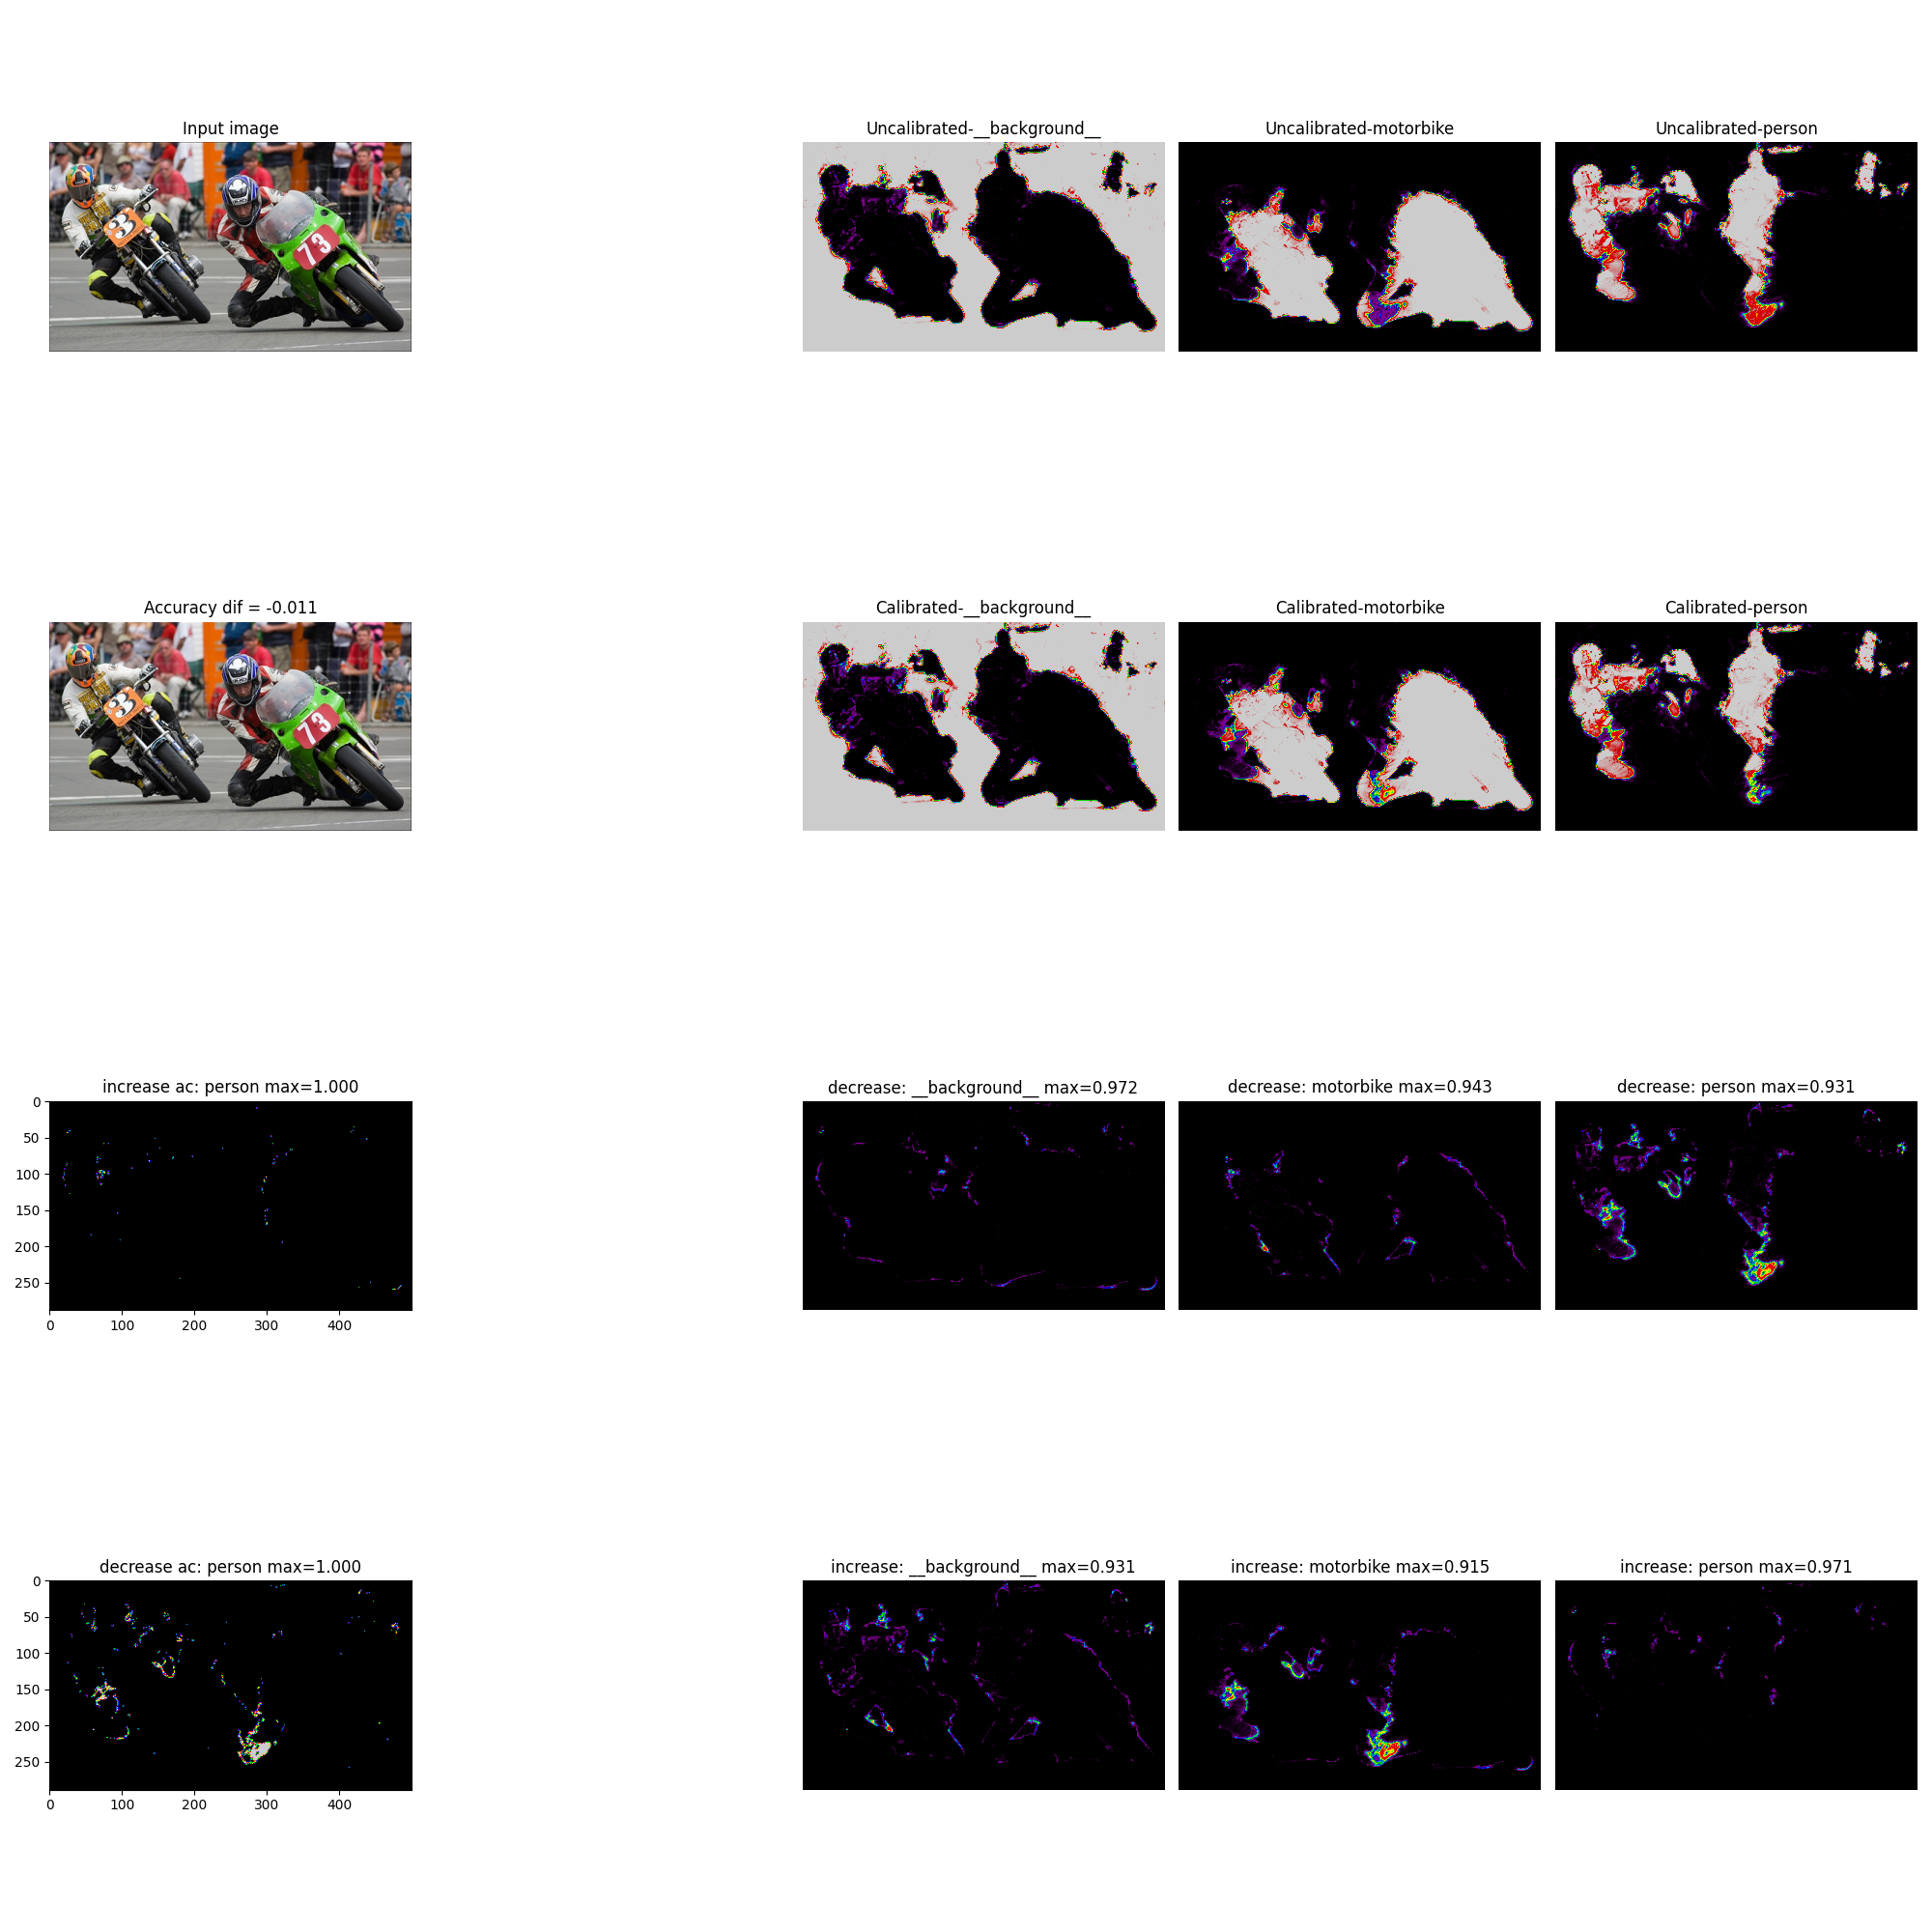 Input image
Uncalibrated-__background__
Uncalibrated-motorbike
Uncalibrated-person
3
73
Accuracy dif = -0.011
Calibrated-__background__
Calibrated-motorbike
Calibrated-person
3
73
increase ac: person max=1.000
decrease: __background__ max=0.972
decrease: motorbike max=0.943
decrease: person max=0.931
0
50
100
150
200
250
0 100 200 300 400
decrease ac: person max=1.000
increase: __background__ max=0.931
increase: motorbike max=0.915
increase: person max=0.971
0
50
100
150
200
250
0 100 200 300 400